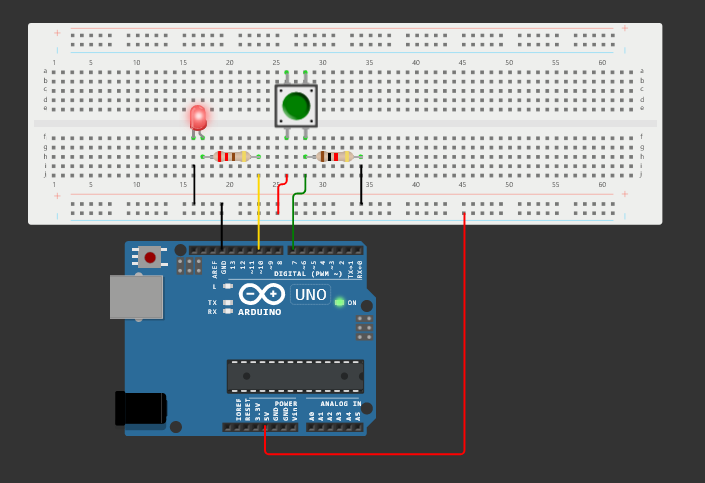 + +
1 5 10 15 20 25 30 35 40 45 50 55 60
a a
b b
c c
d d
e e
f f
g g
h h
i i
j j
1 5 10 15 20 25 30 35 40 45 50 55 60
+ +
AREF GND 13 12 ~11 ~10 ~9 8 7 ~6 ~5 4 ~3 2 TX→1 RX←0
DIGITAL (PWM ~)
L
UNO
ON
TX
RX
ARDUINO
POWER ANALOG IN
IOREF RESET 3.3V 5V GND GND Vin A0 A1 A2 A3 A4 A5